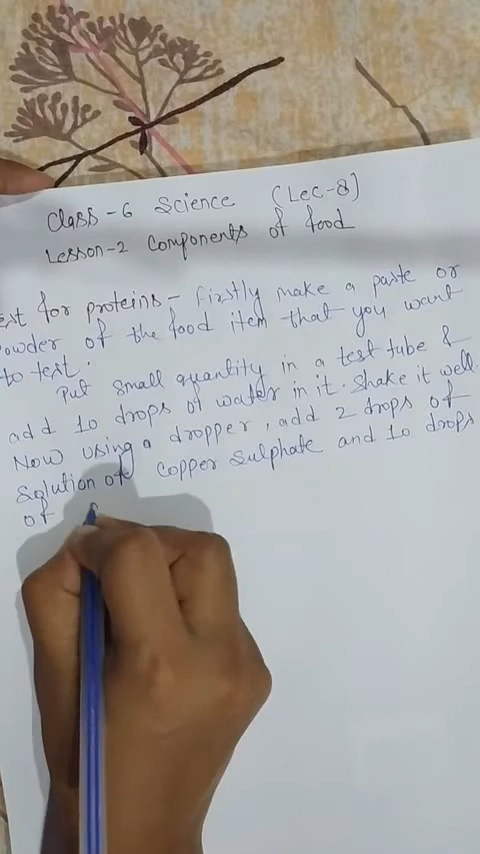 Class-6 Science (Lec-8)
Lesson-2 Components of food
est for proteins- Firstly make a paste or
owder of the food item that you want
to test.
Put small quantity in a test tube &
add 10 drops of water in it. Shake it well.
Now using a dropper, add 2 drops of
solution of copper sulphate and 10 drops
of